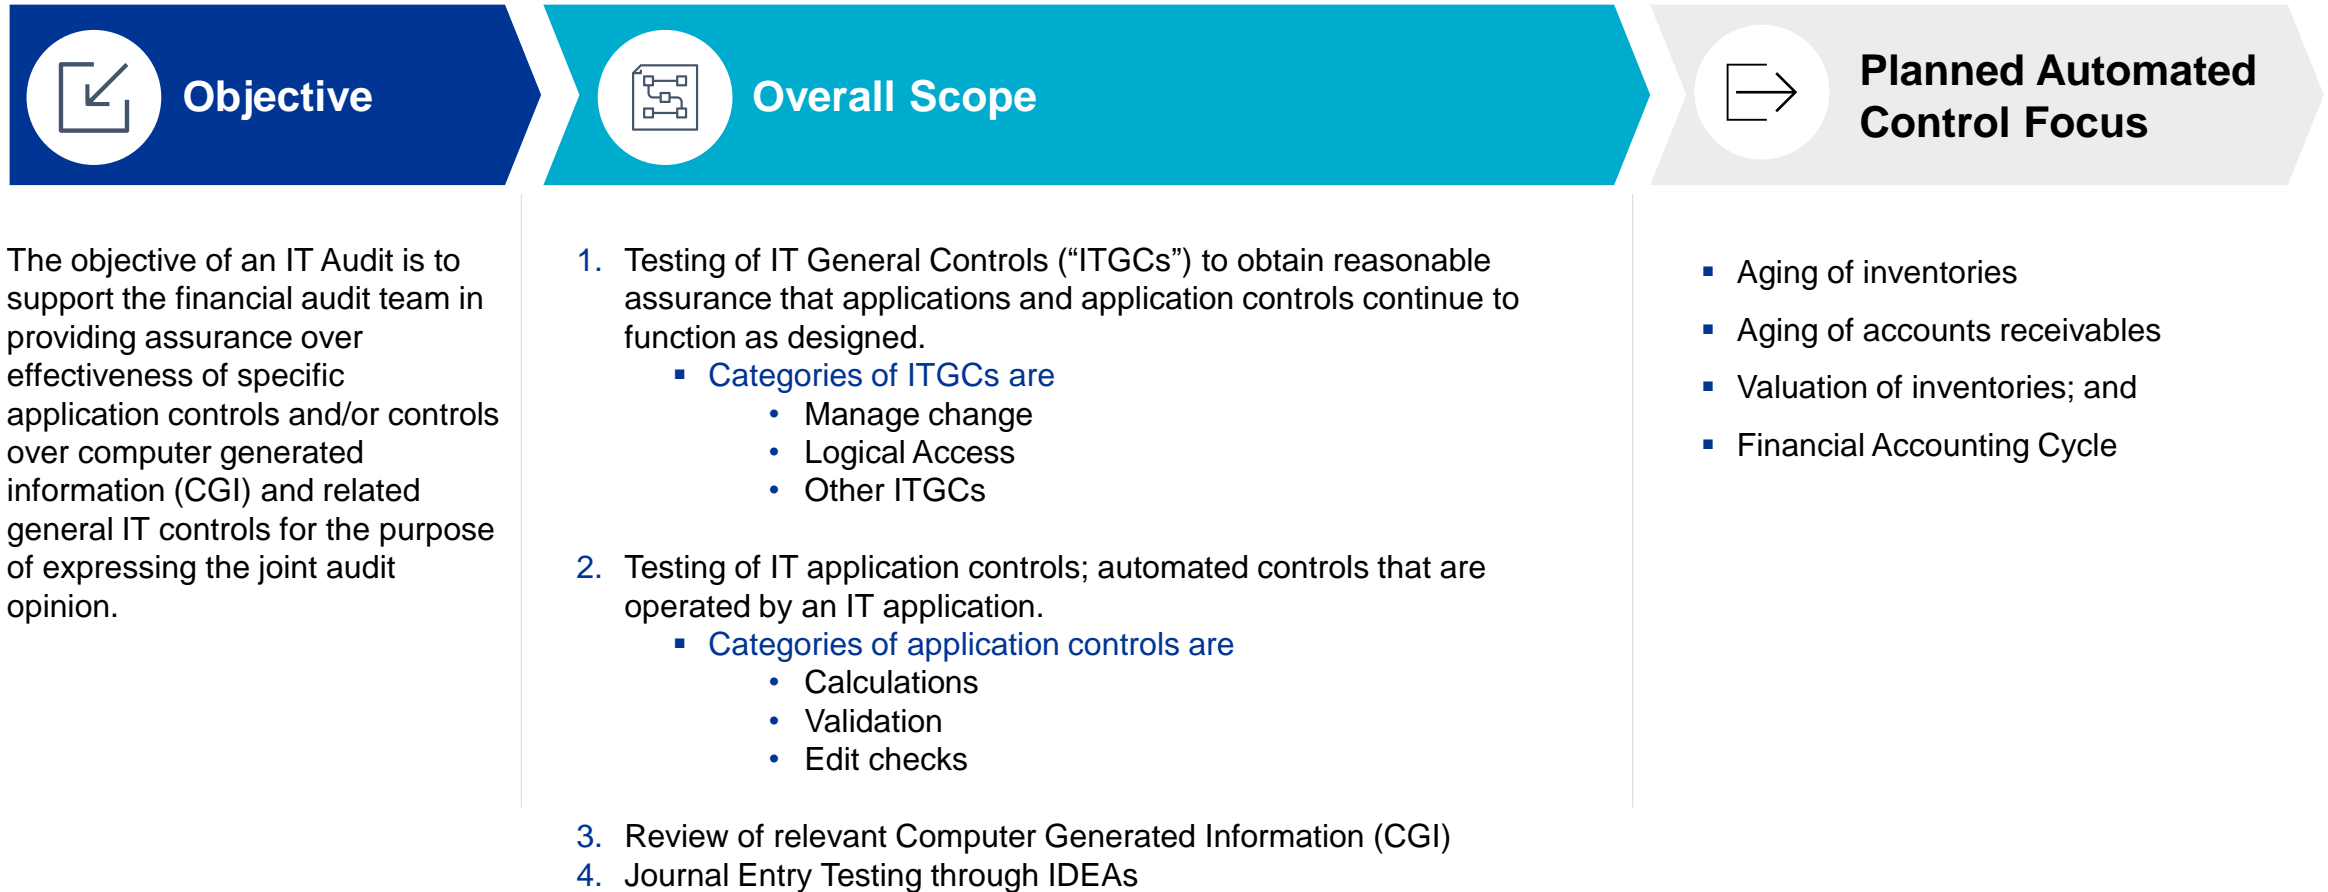 Objective
The objective of an IT Audit is to
support the financial audit team in
providing assurance over
effectiveness of specific
application controls and/or controls
over computer generated
information (CGI) and related
general IT controls for the purpose
of expressing the joint audit
opinion.
Overall Scope
1. Testing of IT General Controls (“ITGCs”) to obtain reasonable
assurance that applications and application controls continue to
function as designed.
▪ Categories of ITGCs are
• Manage change
• Logical Access
• Other ITGCs
2. Testing of IT application controls; automated controls that are
operated by an IT application.
▪ Categories of application controls are
• Calculations
• Validation
• Edit checks
3. Review of relevant Computer Generated Information (CGI)
4. Journal Entry Testing through IDEAs
Planned Automated
Control Focus
▪ Aging of inventories
▪ Aging of accounts receivables
▪ Valuation of inventories; and
▪ Financial Accounting Cycle